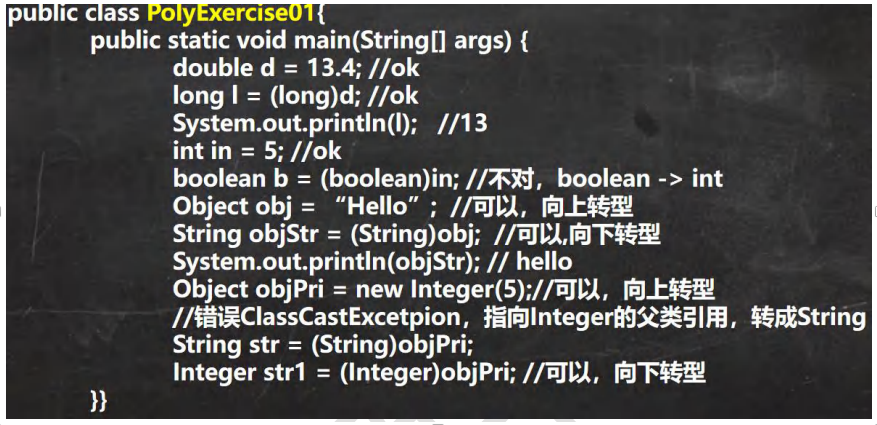 public class PolyExercise01{
public static void main(String[] args) {
double d = 13.4; //ok
long l = (long)d; //ok
System.out.println(l); //13
int in = 5; //ok
boolean b = (boolean)in; //不对，boolean -> int
Object obj = “Hello”; //可以，向上转型
String objStr = (String)obj; //可以,向下转型
System.out.println(objStr); // hello
Object objPri = new Integer(5);//可以，向上转型
//错误ClassCastExcetpion，指向Integer的父类引用，转成String
String str = (String)objPri;
Integer str1 = (Integer)objPri; //可以，向下转型
}}